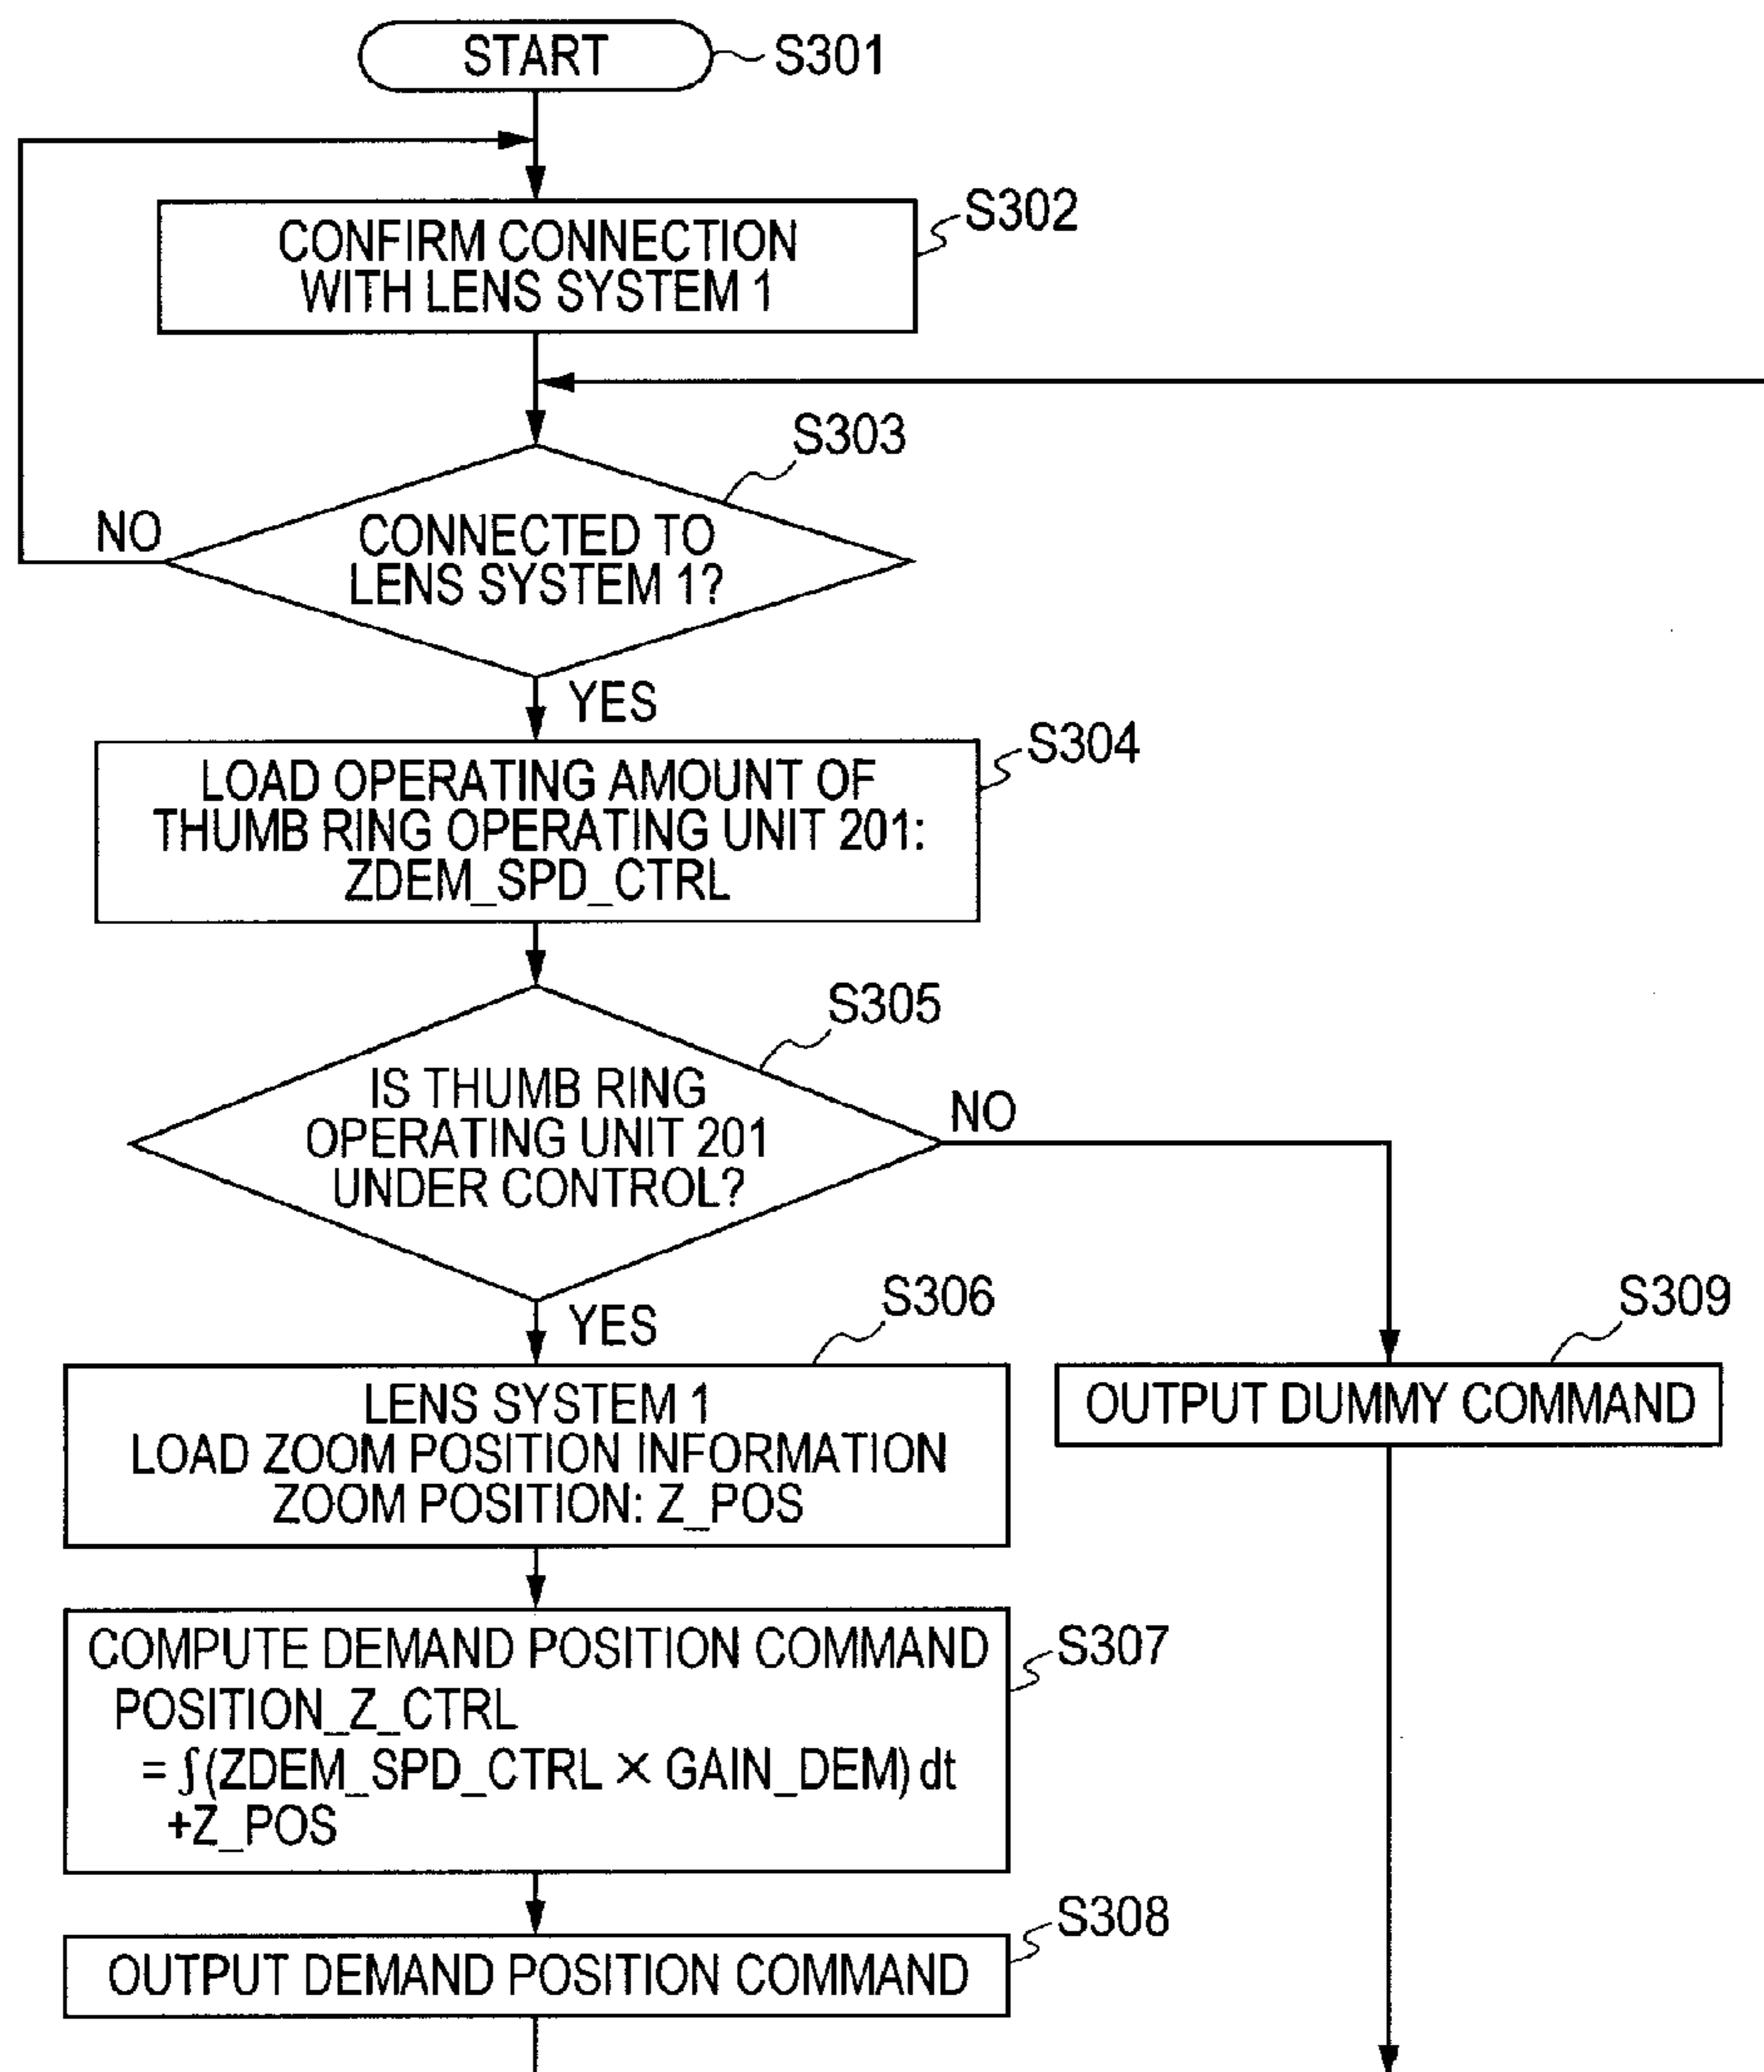 START
S301
S302
CONFIRM CONNECTION
WITH LENS SYSTEM 1
S303
NO
CONNECTED TO
LENS SYSTEM 1?
YES
S304
LOAD OPERATING AMOUNT OF
THUMB RING OPERATING UNIT 201:
ZDEM_SPD_CTRL
S305
IS THUMB RING
OPERATING UNIT 201
UNDER CONTROL?
NO
YES
S306
LENS SYSTEM 1
LOAD ZOOM POSITION INFORMATION
ZOOM POSITION: Z_POS
S309
OUTPUT DUMMY COMMAND
S307
COMPUTE DEMAND POSITION COMMAND
POSITION_Z_CTRL
= ∫(ZDEM_SPD_CTRL × GAIN_DEM) dt
+Z_POS
S308
OUTPUT DEMAND POSITION COMMAND